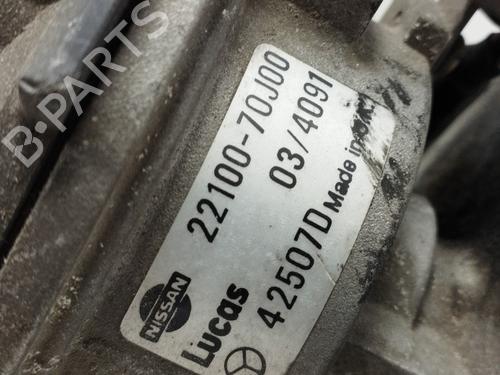 B-PARTS
22100-70J00
03/4091
NISSAN
Lucas
42507D Made in U.K.